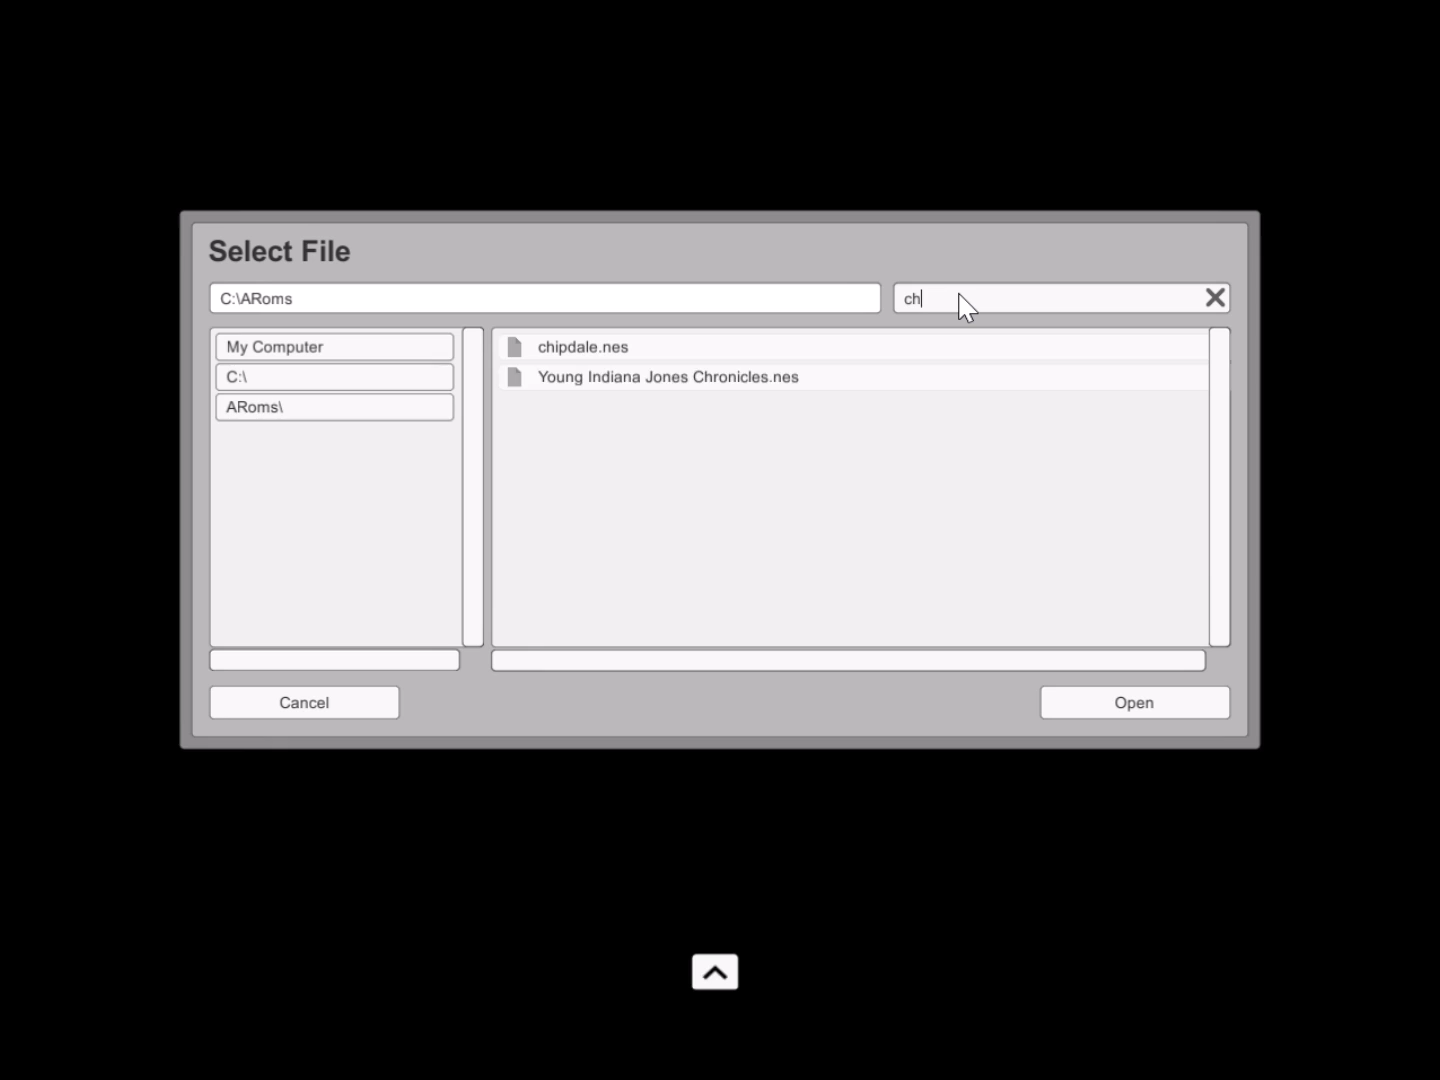 Select File
C:\ARoms
ch
My Computer
C:\
ARoms\
chipdale.nes
Young Indiana Jones Chronicles.nes
Cancel
Open